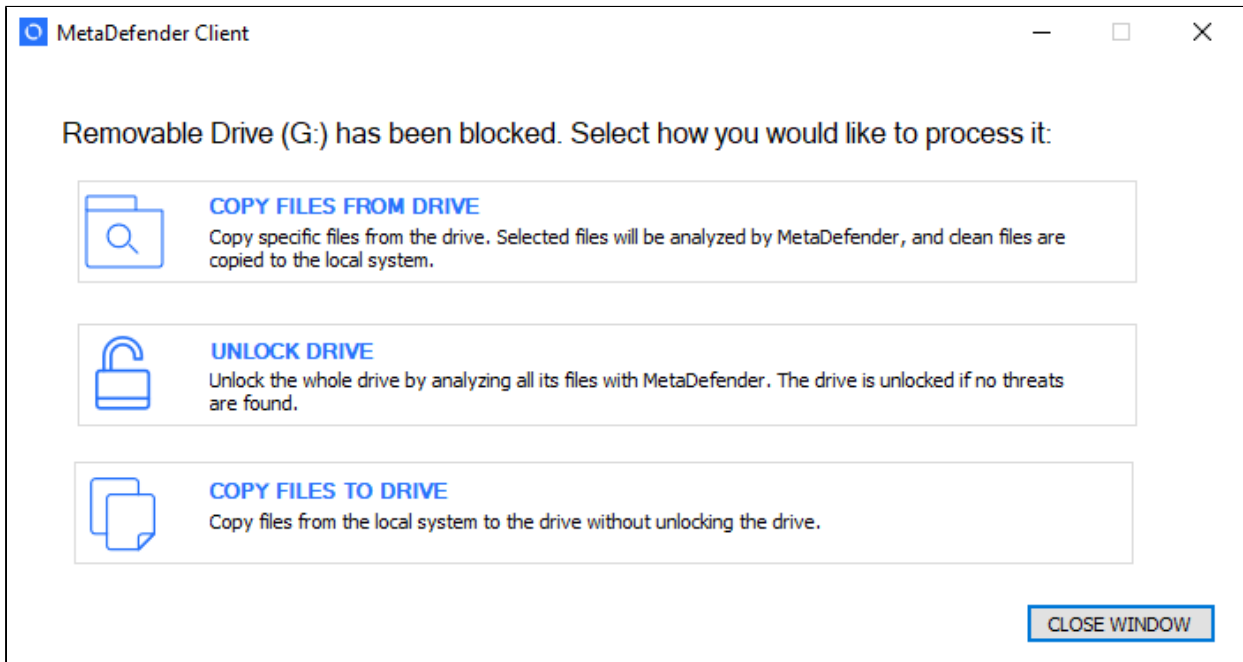 MetaDefender Client
Removable Drive (G:) has been blocked. Select how you would like to process it:
COPY FILES FROM DRIVE
Copy specific files from the drive. Selected files will be analyzed by MetaDefender, and clean files are
copied to the local system.
UNLOCK DRIVE
Unlock the whole drive by analyzing all its files with MetaDefender. The drive is unlocked if no threats
are found.
COPY FILES TO DRIVE
Copy files from the local system to the drive without unlocking the drive.
CLOSE WINDOW